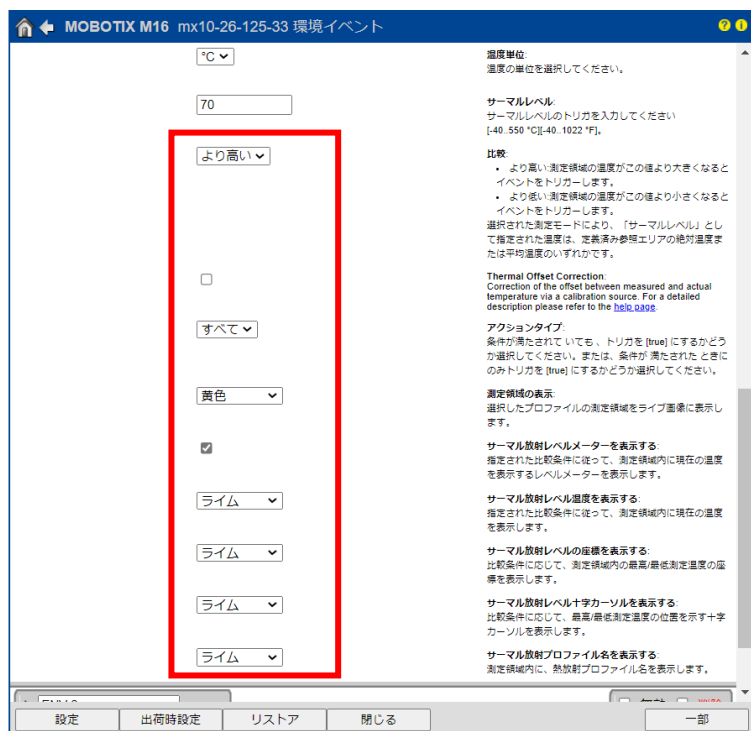 MOBOTIX M16 mx10-26-125-33 環境イベント
°C
温度単位:
温度の単位を選択してください。
70
サーマルレベル:
サーマルレベルのトリガを入力してください
[-40..550 °C][-40..1022 °F]。
より高い
比較:
• より高い:測定領域の温度がこの値より大きくなると
イベントをトリガーします。
• より低い:測定領域の温度がこの値より小さくなると
イベントをトリガーします。
選択された測定モードにより、「サーマルレベル」とし
て指定された温度は、定義済み参照エリアの絶対温度ま
たは平均温度のいずれかです。
Thermal Offset Correction:
Correction of the offset between measured and actual
temperature via a calibration source. For a detailed
description please refer to the help page.
すべて
アクションタイプ:
条件が満たされて いても 、トリガを [true] にするかどう
か選択してください。または、条件が 満たされた ときに
のみトリガを [true] にするかどうか選択してください。
黄色
測定領域の表示:
選択したプロファイルの測定領域をライブ画像に表示し
ます。
サーマル放射レベルメーターを表示する:
指定された比較条件に従って、測定領域内に現在の温度
を表示するレベルメーターを表示します。
ライム
サーマル放射レベル温度を表示する:
指定された比較条件に従って、測定領域内に現在の温度
を表示します。
ライム
サーマル放射レベルの座標を表示する:
比較条件に応じて、測定領域内の最高/最低測定温度の座
標を表示します。
ライム
サーマル放射レベル十字カーソルを表示する:
比較条件に応じて、最高/最低測定温度の位置を示す十字
カーソルを表示します。
ライム
サーマル放射プロファイル名を表示する:
測定領域内に、熱放射プロファイル名を表示します。
設定 出荷時設定 リストア 閉じる 一部